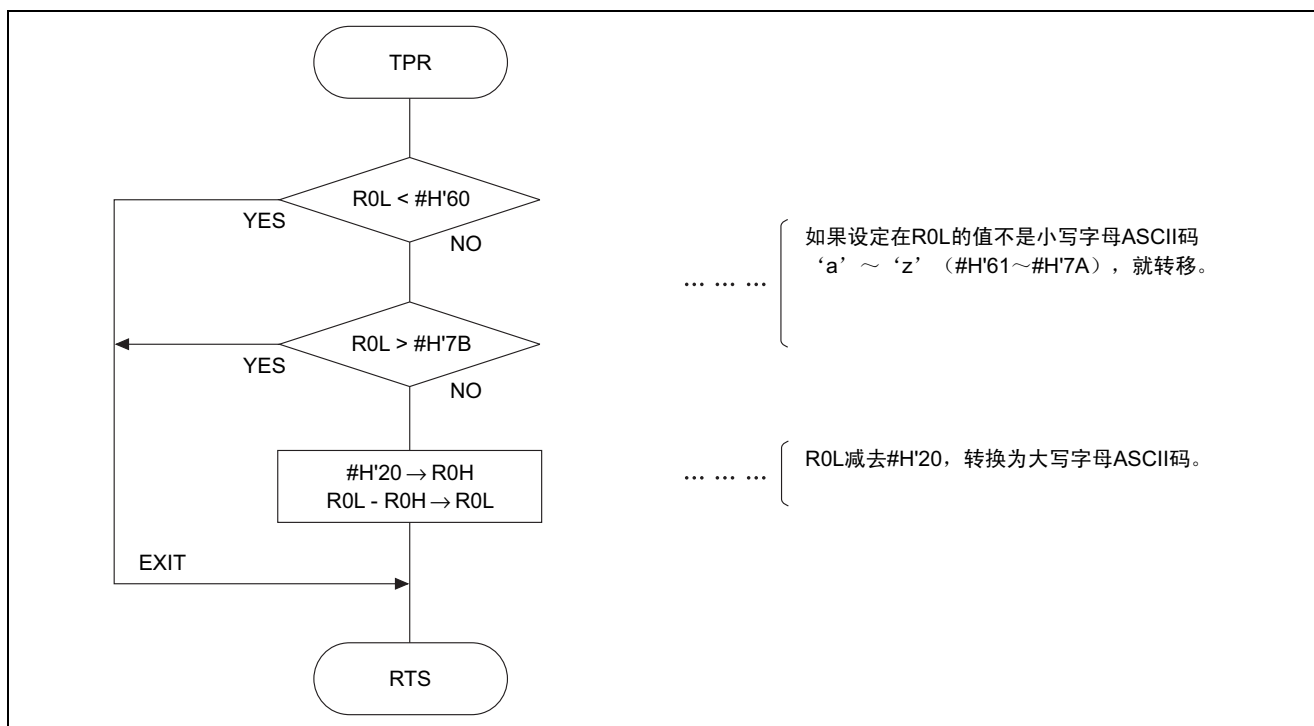 TPR
R0L < #H'60
YES
NO
… … …
如果设定在R0L的值不是小写字母ASCII码
‘a’～‘z’（#H'61～#H'7A），就转移。
R0L > #H'7B
YES
NO
#H'20 → R0H
R0L - R0H → R0L
… … …
R0L减去#H'20，转换为大写字母ASCII码。
EXIT
RTS